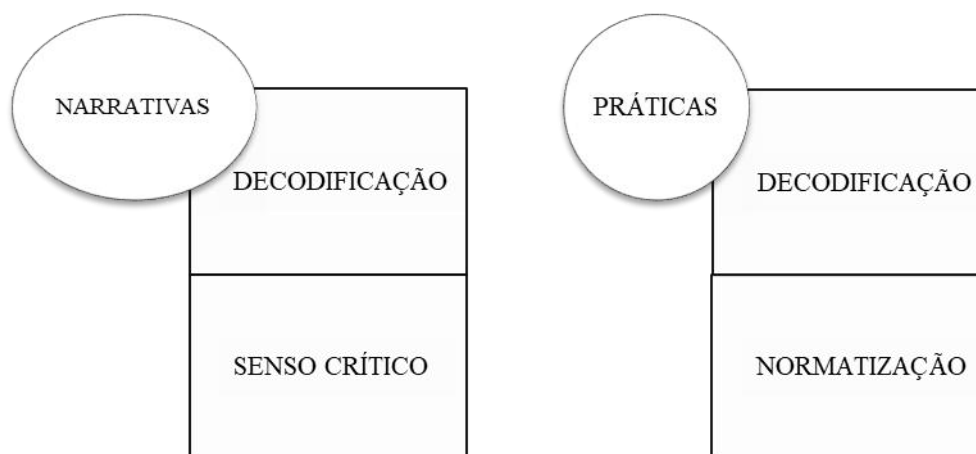 NARRATIVAS
DECODIFICAÇÃO
SENSO CRÍTICO
PRÁTICAS
DECODIFICAÇÃO
NORMATIZAÇÃO